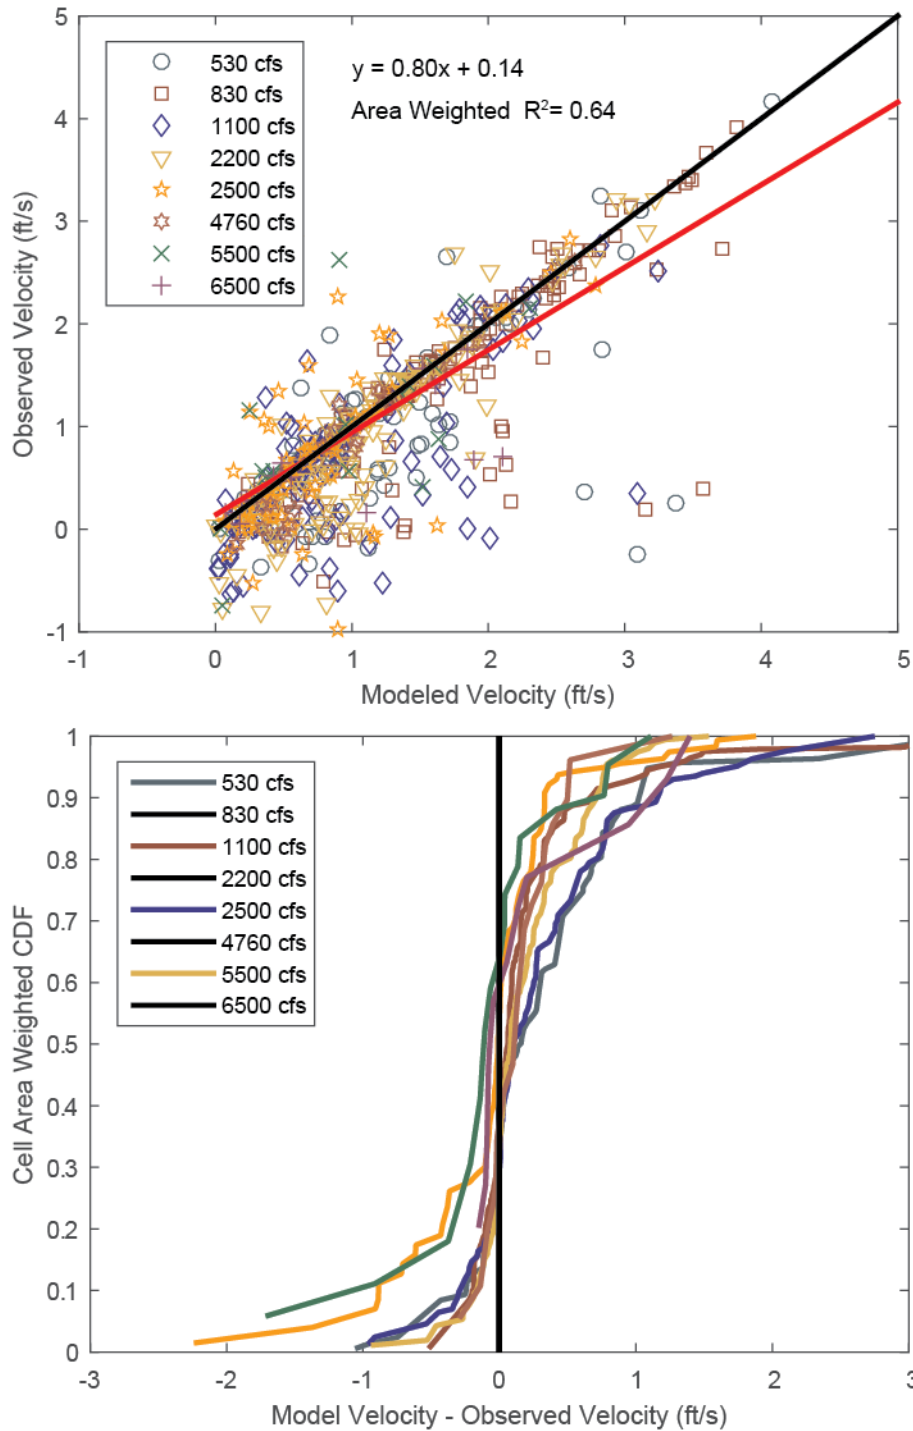 5
4
3
2
1
0
-1
Observed Velocity (ft/s)
530 cfs
830 cfs
1100 cfs
2200 cfs
2500 cfs
4760 cfs
5500 cfs
6500 cfs
y = 0.80x + 0.14
Area Weighted R²= 0.64
-1 0 1 2 3 4 5
Modeled Velocity (ft/s)
1
0.9
0.8
0.7
0.6
0.5
0.4
0.3
0.2
0.1
0
Cell Area Weighted CDF
530 cfs
830 cfs
1100 cfs
2200 cfs
2500 cfs
4760 cfs
5500 cfs
6500 cfs
-3 -2 -1 0 1 2 3
Model Velocity - Observed Velocity (ft/s)